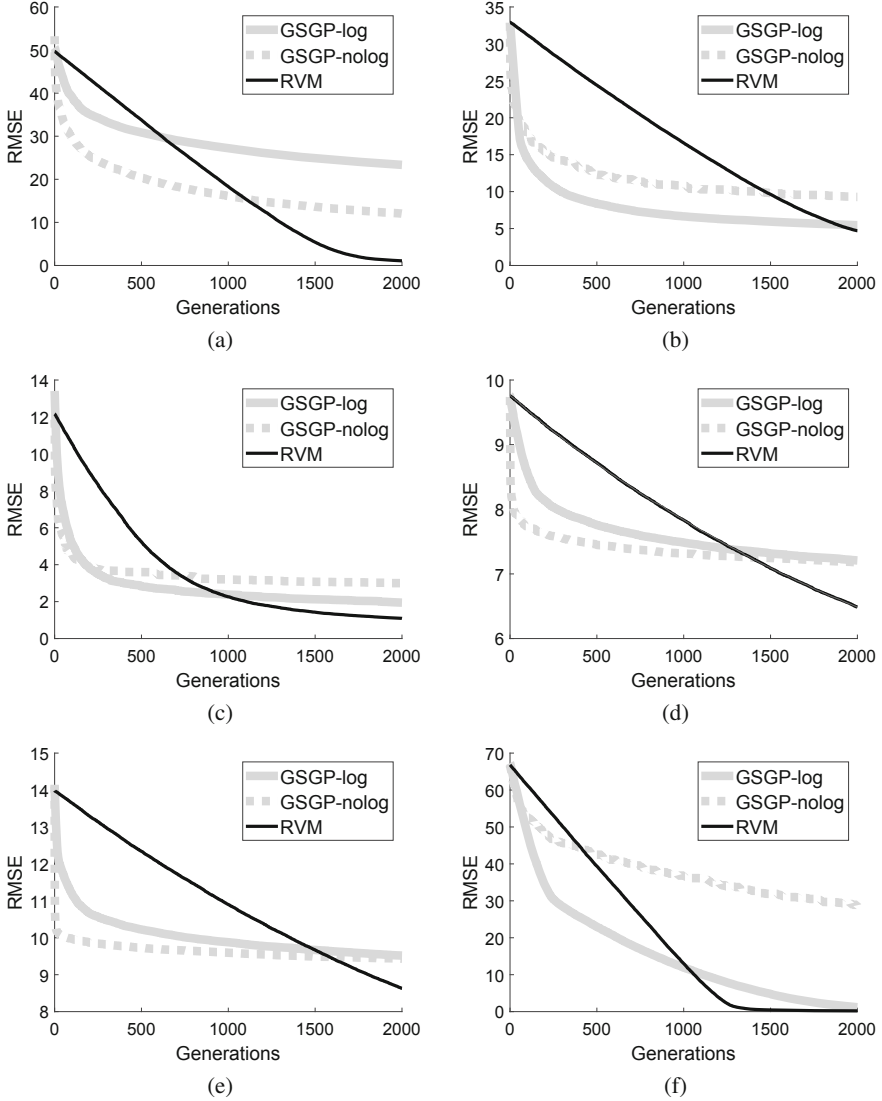 60
50
40
30
20
10
0
RMSE
0 500 1000 1500 2000
Generations
GSGP-log
GSGP-nolog
RVM
(a)
35
30
25
20
15
10
5
0
RMSE
0 500 1000 1500 2000
Generations
GSGP-log
GSGP-nolog
RVM
(b)
14
12
10
8
6
4
2
0
RMSE
0 500 1000 1500 2000
Generations
GSGP-log
GSGP-nolog
RVM
(c)
10
9
8
7
6
RMSE
0 500 1000 1500 2000
Generations
GSGP-log
GSGP-nolog
RVM
(d)
15
14
13
12
11
10
9
8
RMSE
0 500 1000 1500 2000
Generations
GSGP-log
GSGP-nolog
RVM
(e)
70
60
50
40
30
20
10
0
RMSE
0 500 1000 1500 2000
Generations
GSGP-log
GSGP-nolog
RVM
(f)